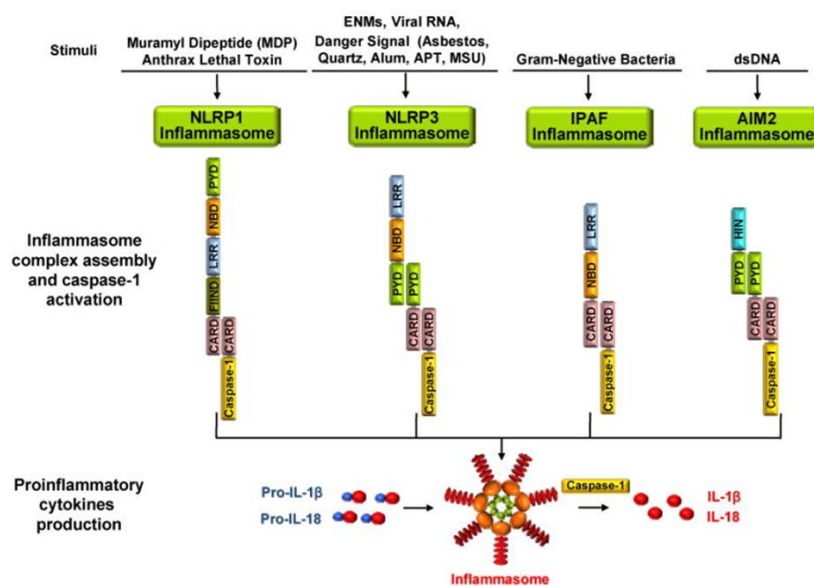 Stimuli
Muramyl Dipeptide (MDP)
Anthrax Lethal Toxin
ENMs, Viral RNA,
Danger Signal (Asbestos,
Quartz, Alum, APT, MSU)
Gram-Negative Bacteria
dsDNA
NLRP1
Inflammasome
NLRP3
Inflammasome
IPAF
Inflammasome
AIM2
Inflammasome
Inflammasome
complex assembly
and caspase-1
activation
PYD
NBD
LRR
FIIND
CARD CARD
Caspase-1
LRR
NBD
PYD PYD
CARD CARD
Caspase-1
LRR
NBD
CARD CARD
Caspase-1
HIN
PYD PYD
CARD CARD
Caspase-1
Proinflammatory
cytokines
production
Pro-IL-1β
Pro-IL-18
Caspase-1
IL-1β
IL-18
Inflammasome